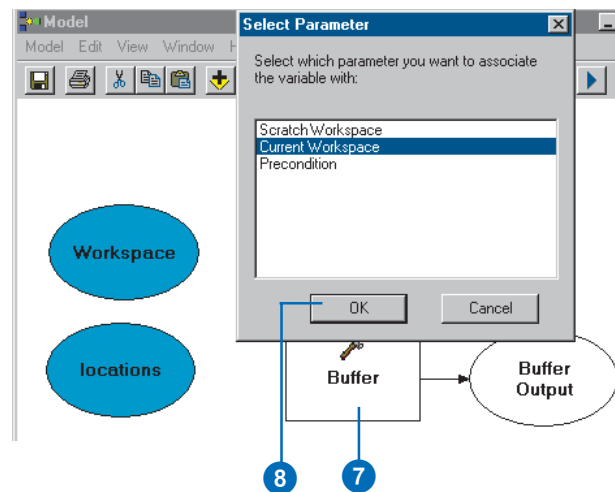 Model
Model Edit View Window H
Select Parameter
Select which parameter you want to associate
the variable with:
Scratch Workspace
Current Workspace
Precondition
OK
Cancel
Workspace
locations
Buffer
Buffer
Output
8
7